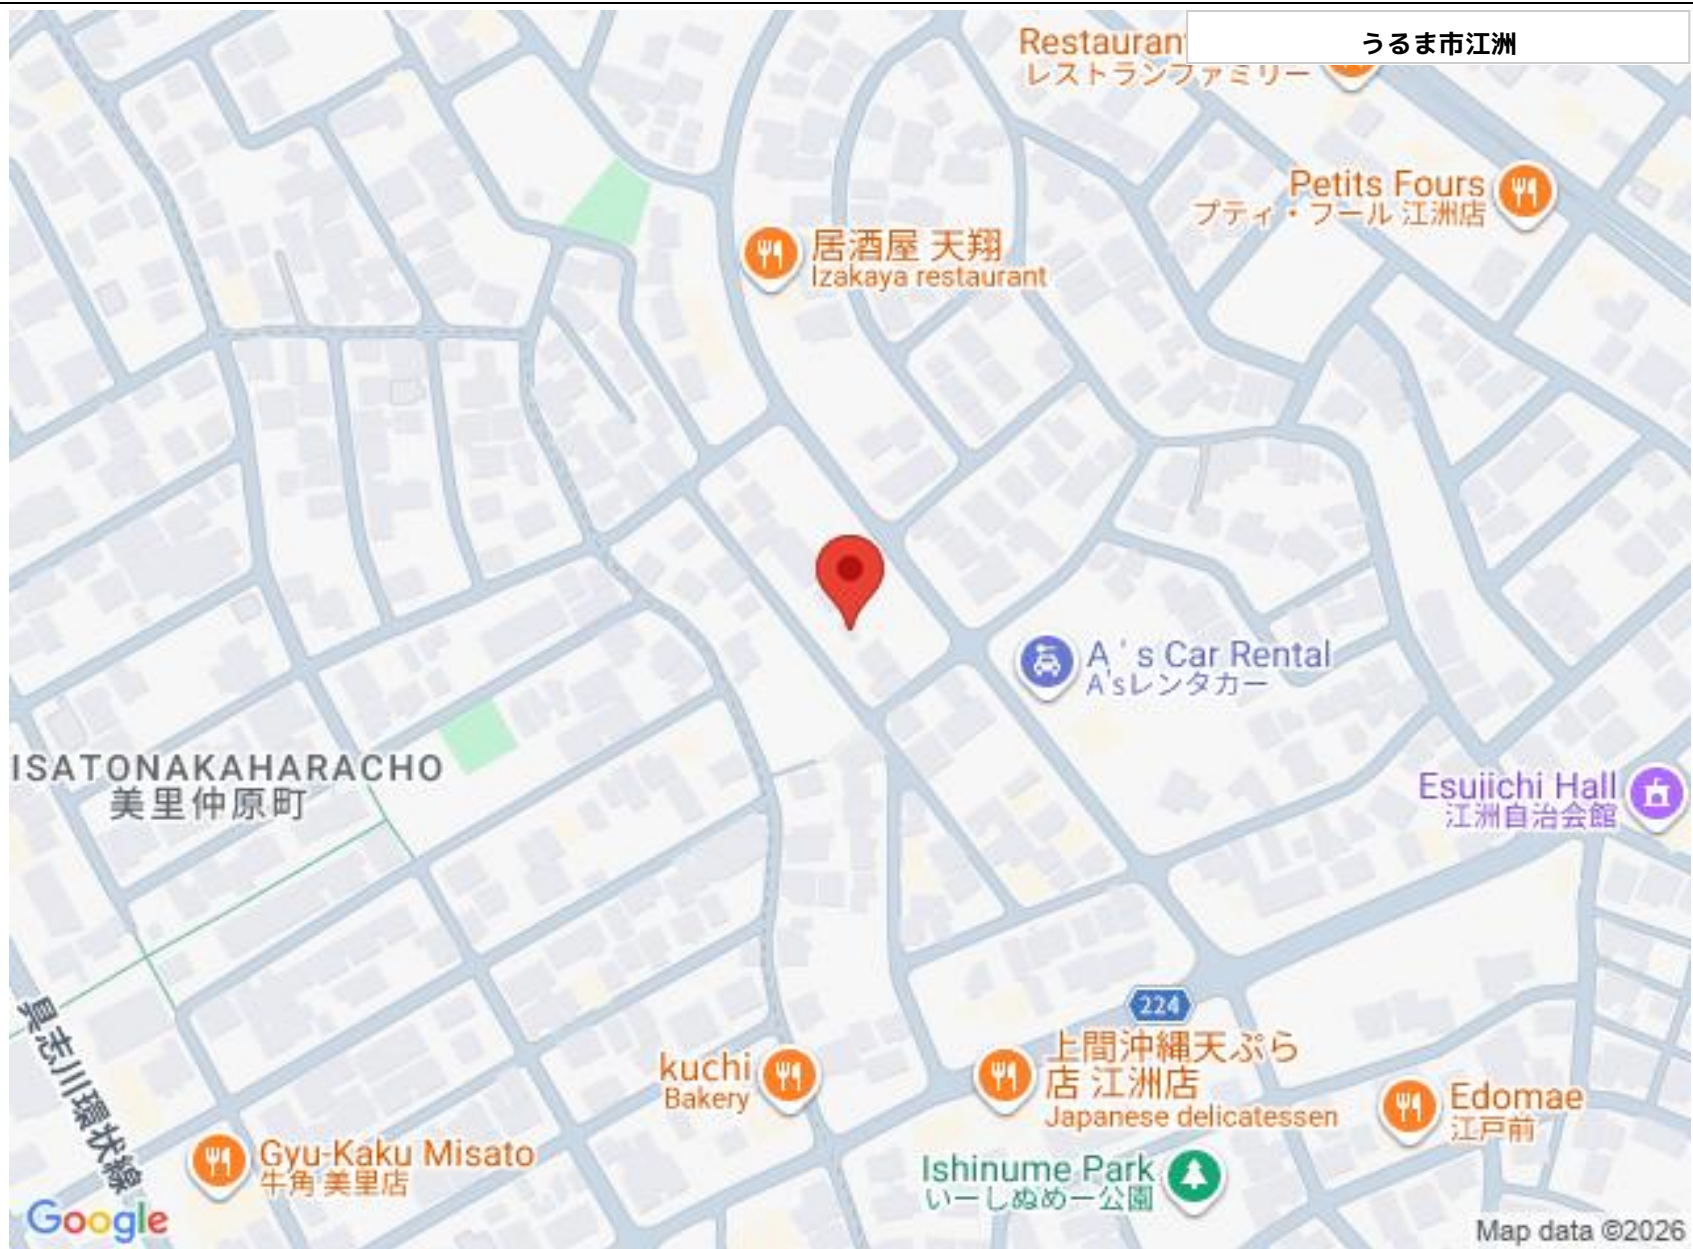 うるま市江洲
Restauran
レストランファミリー
Petits Fours
プティ・フール 江洲店
居酒屋 天翔
Izakaya restaurant
A's Car Rental
A'sレンタカー
ISATONAKAHARACHO
美里仲原町
Esujichi Hall
江洲自治会館
具志川環状線
224
上間沖縄天ぷら
店 江洲店
Japanese delicatessen
kuchi
Bakery
Edomae
江戸前
Gyu-Kaku Misato
牛角 美里店
Ishinume Park
いーしぬめー公園
Google
Map data ©2026